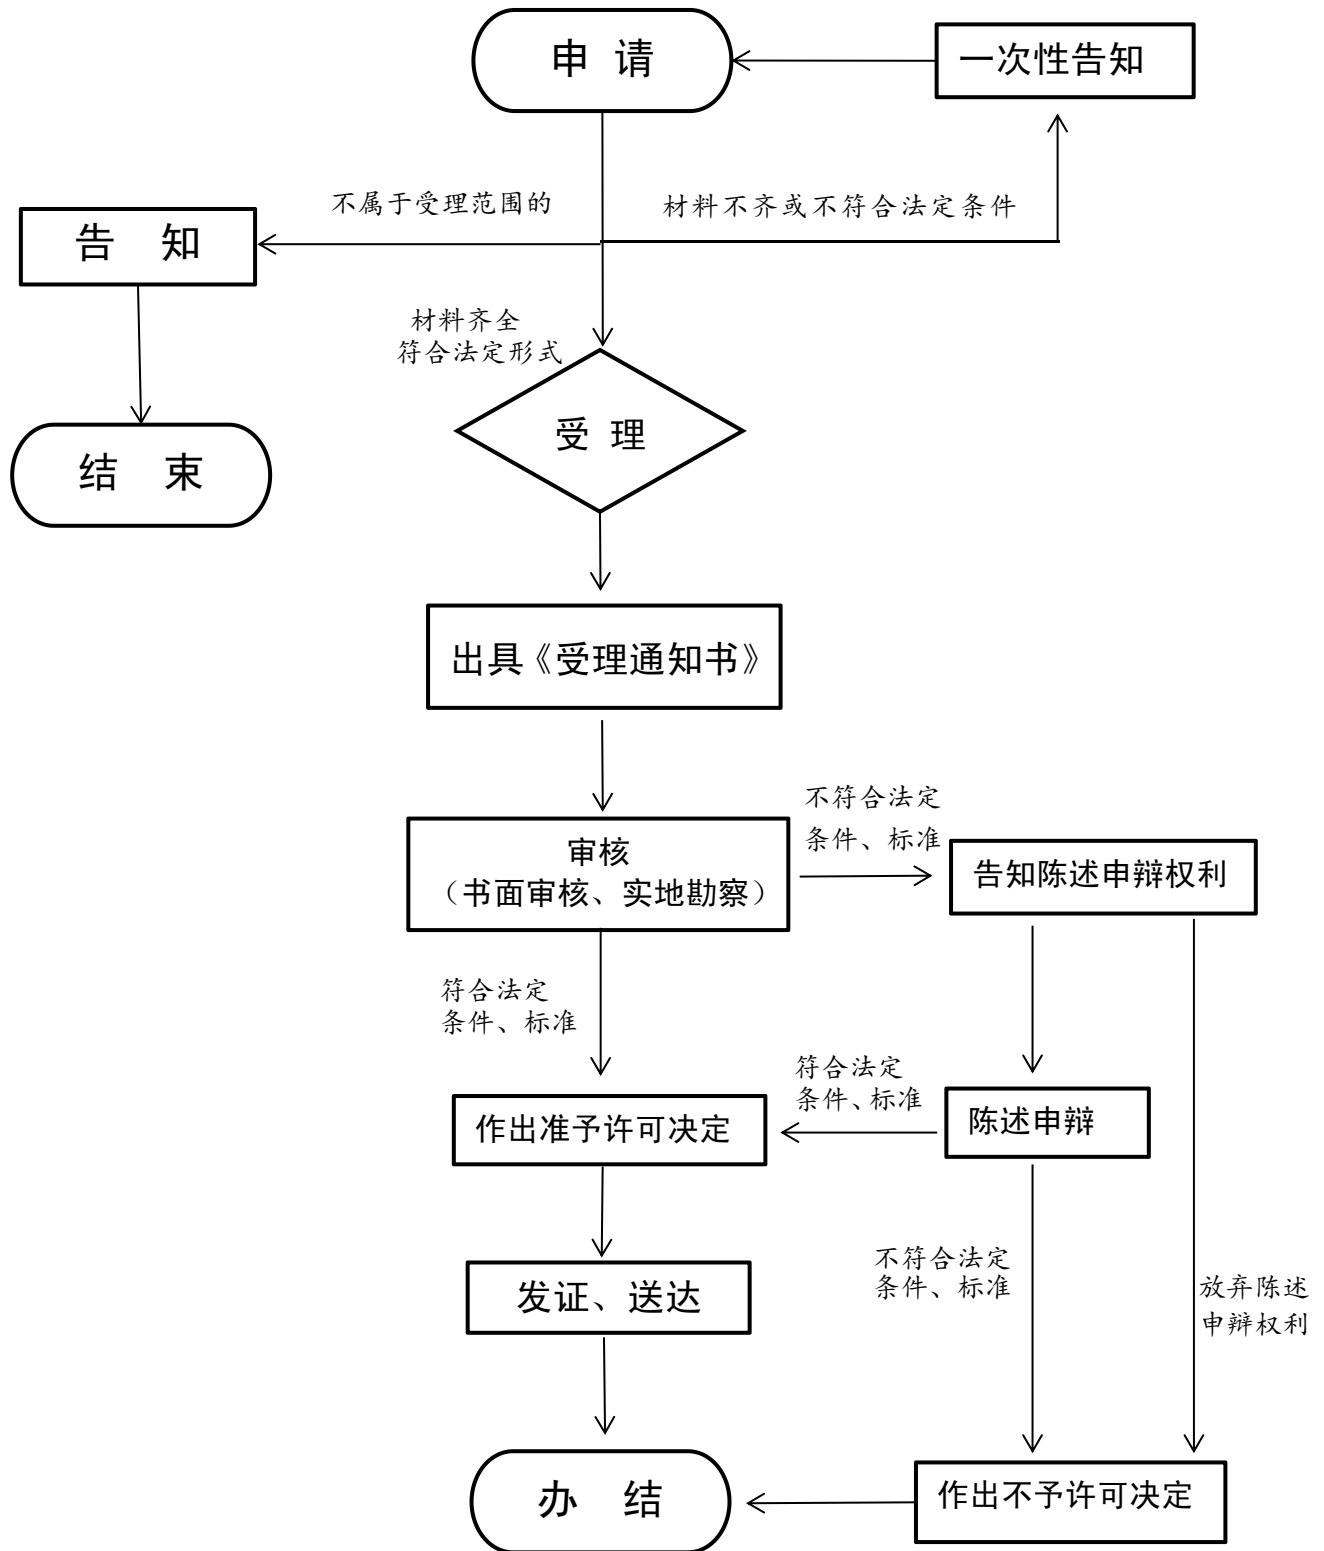 申 请
一次性告知
不属于受理范围的
材料不齐或不符合法定条件
告 知
材料齐全
符合法定形式
受 理
结 束
出具《受理通知书》
不符合法定
条件、标准
审核
（书面审核、实地勘察）
告知陈述申辩权利
符合法定
条件、标准
符合法定
条件、标准
作出准予许可决定
陈述申辩
不符合法定
条件、标准
发证、送达
放弃陈述
申辩权利
办 结
作出不予许可决定